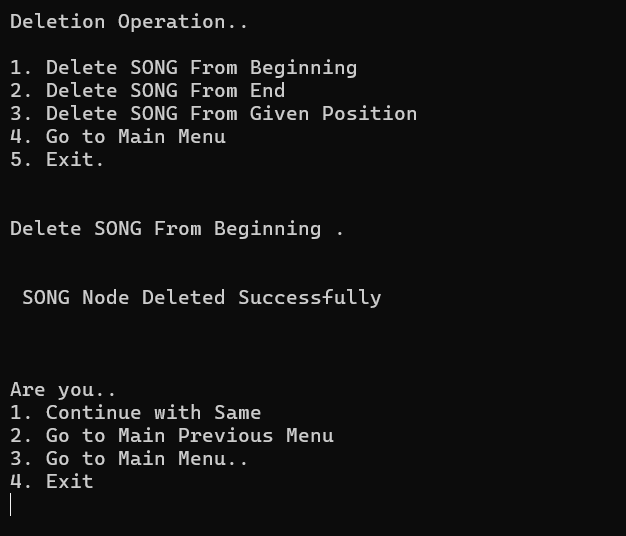 Deletion Operation..
1. Delete SONG From Beginning
2. Delete SONG From End
3. Delete SONG From Given Position
4. Go to Main Menu
5. Exit.
Delete SONG From Beginning .
SONG Node Deleted Successfully
Are you..
1. Continue with Same
2. Go to Main Previous Menu
3. Go to Main Menu..
4. Exit